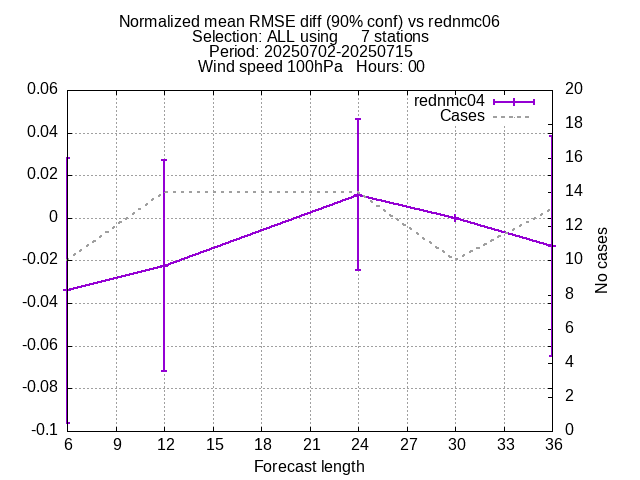 Normalized mean RMSE diff (90% conf) vs rednmc06
Selection: ALL using     7 stations
Period: 20250702-20250715
Wind speed 100hPa   Hours: 00
rednmc04
Cases
0.06
0.04
0.02
0
-0.02
-0.04
-0.06
-0.08
-0.1
20
18
16
14
12
10
8
6
4
2
0
No cases
6 9 12 15 18 21 24 27 30 33 36
Forecast length